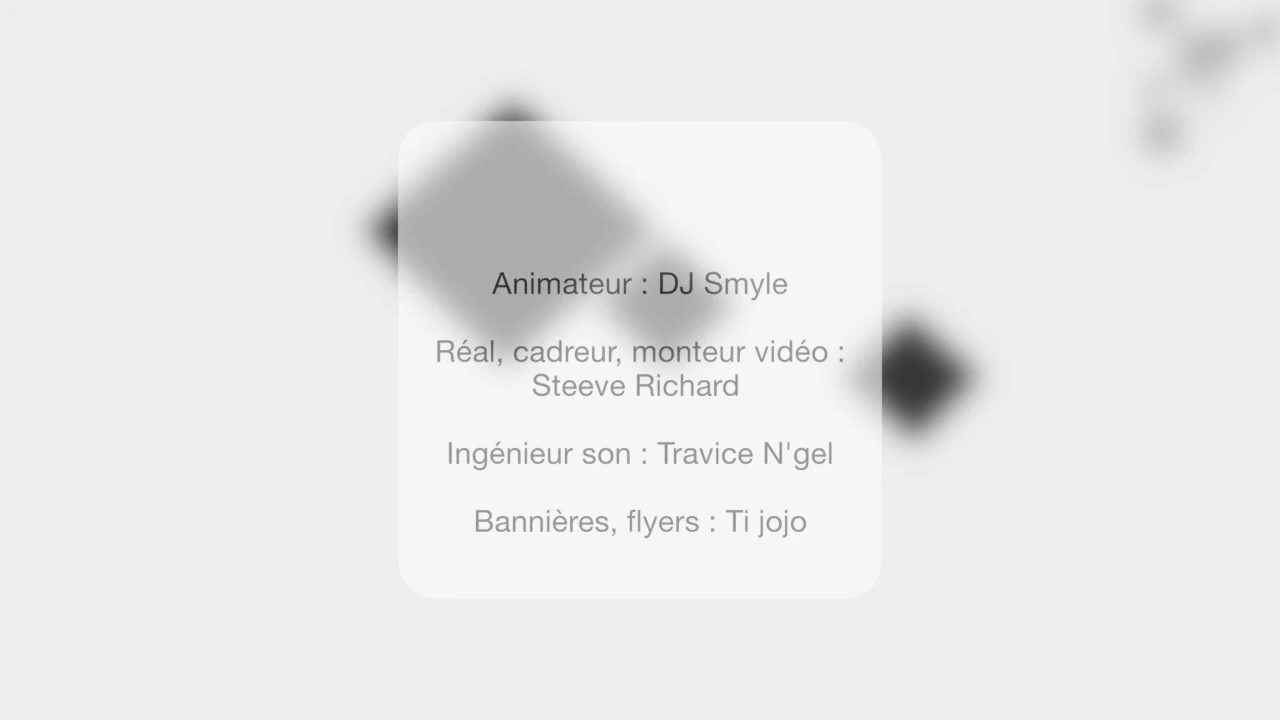 Animateur : DJ Smyle
Réal, cadreur, monteur vidéo :
Steeve Richard
Ingénieur son : Travice N'gel
Bannières, flyers : Ti jojo